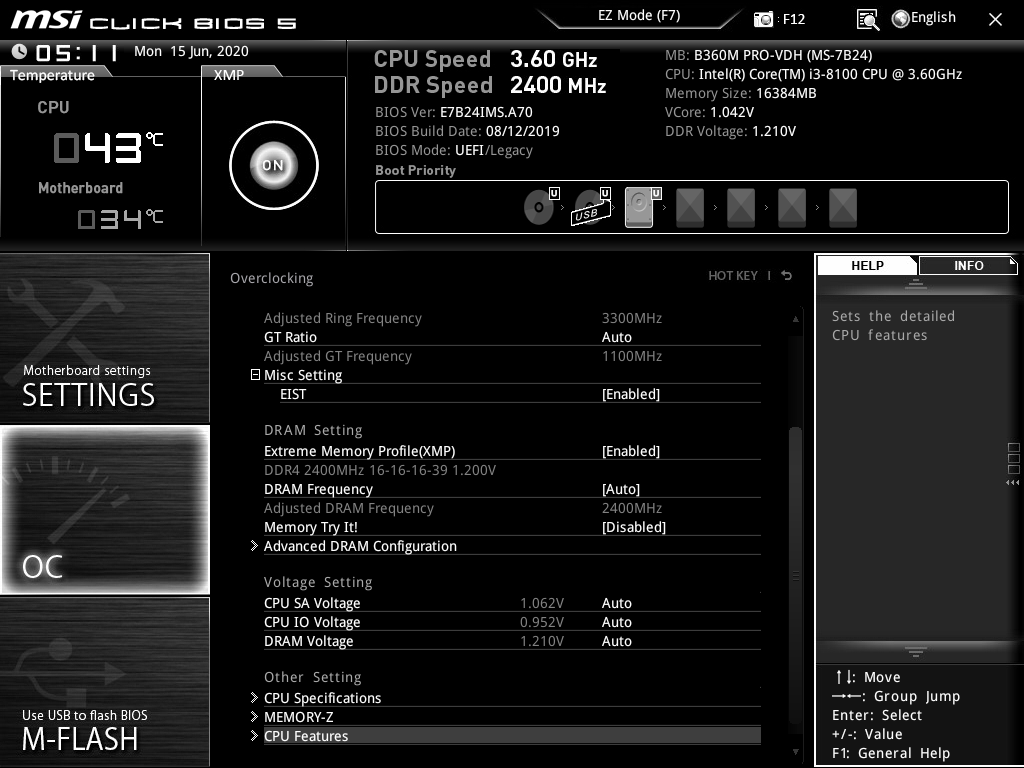 msi CLICK BIOS 5
EZ Mode (F7)
: F12
English
05:11 Mon 15 Jun, 2020
Temperature
CPU
043°C
Motherboard
034°C
XMP
ON
CPU Speed 3.60 GHz
DDR Speed 2400 MHz
BIOS Ver: E7B24IMS.A70
BIOS Build Date: 08/12/2019
BIOS Mode: UEFI/Legacy
Boot Priority
MB: B360M PRO-VDH (MS-7B24)
CPU: Intel(R) Core(TM) i3-8100 CPU @ 3.60GHz
Memory Size: 16384MB
VCore: 1.042V
DDR Voltage: 1.210V
U
USB U
U
Motherboard settings
SETTINGS
OC
Use USB to flash BIOS
M-FLASH
Overclocking
HOT KEY |
Adjusted Ring Frequency 3300MHz
GT Ratio Auto
Adjusted GT Frequency 1100MHz
Misc Setting
EIST [Enabled]
DRAM Setting
Extreme Memory Profile(XMP) [Enabled]
DDR4 2400MHz 16-16-16-39 1.200V
DRAM Frequency [Auto]
Adjusted DRAM Frequency 2400MHz
Memory Try It! [Disabled]
Advanced DRAM Configuration
Voltage Setting
CPU SA Voltage 1.062V Auto
CPU IO Voltage 0.952V Auto
DRAM Voltage 1.210V Auto
Other Setting
CPU Specifications
MEMORY-Z
CPU Features
HELP
INFO
Sets the detailed
CPU features
↑↓: Move
→←: Group Jump
Enter: Select
+/-: Value
F1: General Help